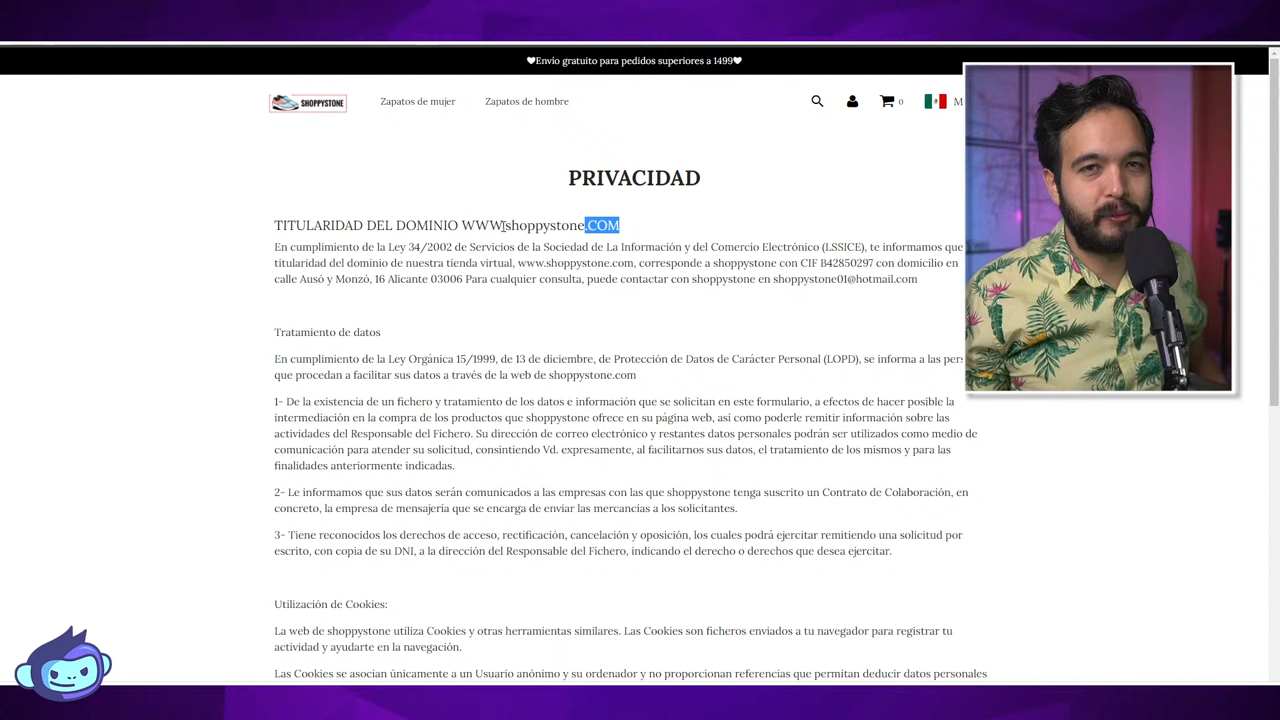 ♥Envío gratuito para pedidos superiores a 1499♥
SHOPPYSTONE
Zapatos de mujer
Zapatos de hombre
0
M
PRIVACIDAD
TITULARIDAD DEL DOMINIO WWW.shoppystone.COM
En cumplimiento de la Ley 34/2002 de Servicios de la Sociedad de La Información y del Comercio Electrónico (LSSICE), te informamos que
titularidad del dominio de nuestra tienda virtual, www.shoppystone.com, corresponde a shoppystone con CIF B42850297 con domicilio en
calle Ausó y Monzó, 16 Alicante 03006 Para cualquier consulta, puede contactar con shoppystone en shoppystone01@hotmail.com
Tratamiento de datos
En cumplimiento de la Ley Orgánica 15/1999, de 13 de diciembre, de Protección de Datos de Carácter Personal (LOPD), se informa a las pers
que procedan a facilitar sus datos a través de la web de shoppystone.com
1- De la existencia de un fichero y tratamiento de los datos e información que se solicitan en este formulario, a efectos de hacer posible la
intermediación en la compra de los productos que shoppystone ofrece en su página web, así como poderle remitir información sobre las
actividades del Responsable del Fichero. Su dirección de correo electrónico y restantes datos personales podrán ser utilizados como medio de
comunicación para atender su solicitud, consintiendo Vd. expresamente, al facilitarnos sus datos, el tratamiento de los mismos y para las
finalidades anteriormente indicadas.
2- Le informamos que sus datos serán comunicados a las empresas con las que shoppystone tenga suscrito un Contrato de Colaboración, en
concreto, la empresa de mensajería que se encarga de enviar las mercancías a los solicitantes.
3- Tiene reconocidos los derechos de acceso, rectificación, cancelación y oposición, los cuales podrá ejercitar remitiendo una solicitud por
escrito, con copia de su DNI, a la dirección del Responsable del Fichero, indicando el derecho o derechos que desea ejercitar.
Utilización de Cookies:
La web de shoppystone utiliza Cookies y otras herramientas similares. Las Cookies son ficheros enviados a tu navegador para registrar tu
actividad y ayudarte en la navegación.
Las Cookies se asocian únicamente a un Usuario anónimo y su ordenador y no proporcionan referencias que permitan deducir datos personales